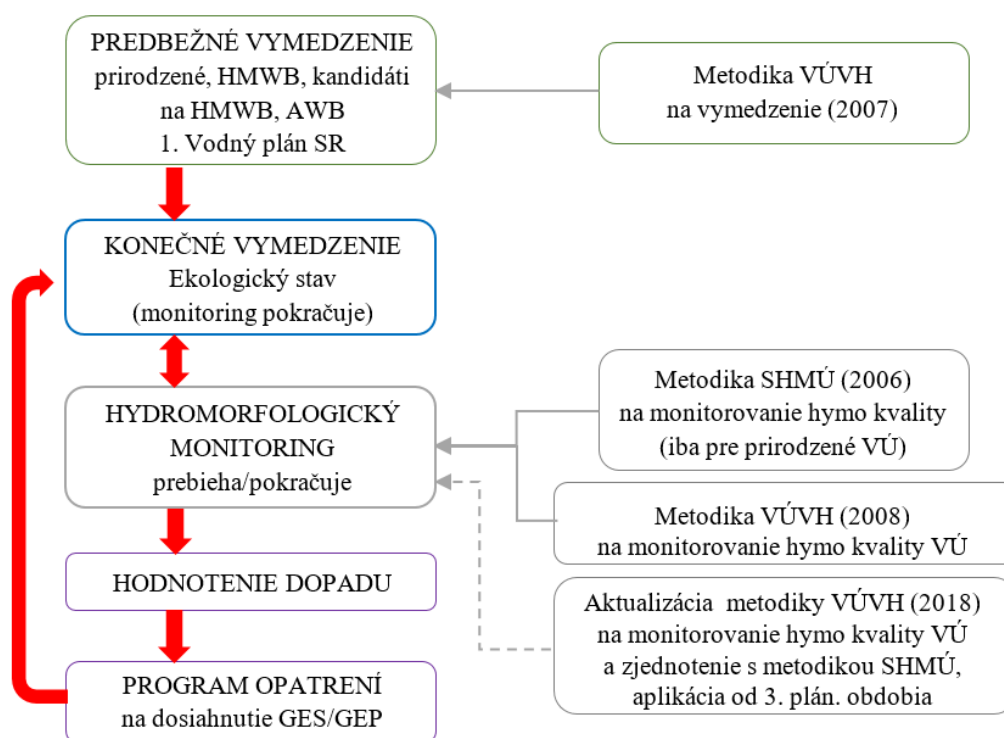 PREDBEŽNÉ VYMEDZENIE
prirodzené, HMWB, kandidáti
na HMWB, AWB
1. Vodný plán SR
Metodika VÚVH
na vymedzenie (2007)
KONEČNÉ VYMEDZENIE
Ekologický stav
(monitoring pokračuje)
HYDROMORFOLOGICKÝ
MONITORING
prebieha/pokračuje
Metodika SHMÚ (2006)
na monitorovanie hymo kvality
(iba pre prirodzené VÚ)
Metodika VÚVH (2008)
na monitorovanie hymo kvality VÚ
HODNOTENIE DOPADU
Aktualizácia metodiky VÚVH (2018)
na monitorovanie hymo kvality VÚ
a zjednotenie s metodikou SHMÚ,
aplikácia od 3. plán. obdobia
PROGRAM OPATRENÍ
na dosiahnutie GES/GEP